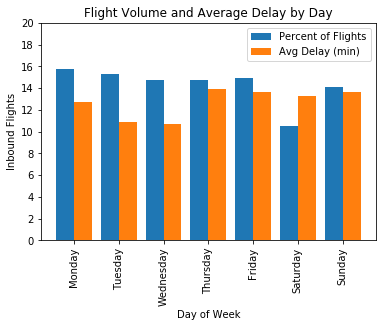 Flight Volume and Average Delay by Day
Percent of Flights
Avg Delay (min)
Inbound Flights
20
18
16
14
12
10
8
6
4
2
0
Monday
Tuesday
Wednesday
Thursday
Friday
Saturday
Sunday
Day of Week